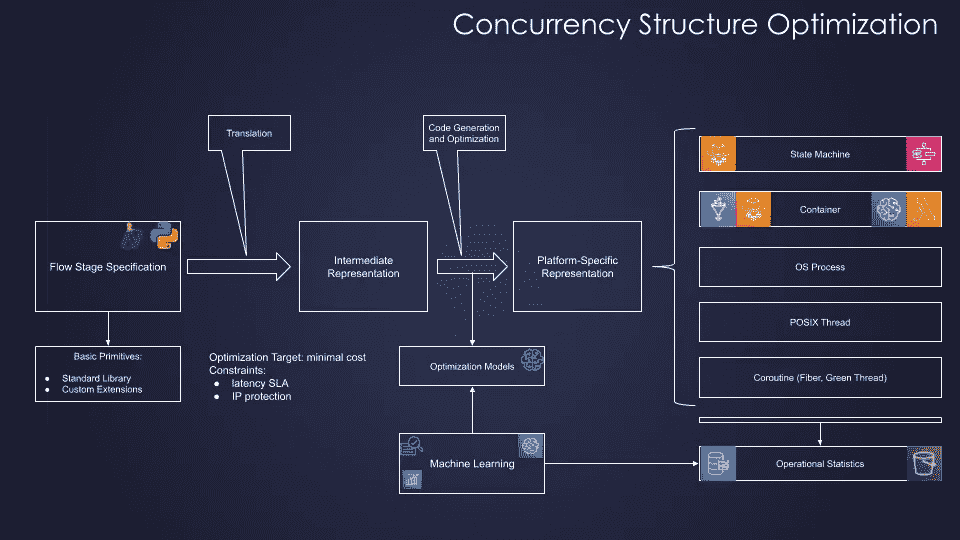 Concurrency Structure Optimization
Translation
Code Generation
and Optimization
Flow Stage Specification
Intermediate
Representation
Platform-Specific
Representation
State Machine
Container
OS Process
POSIX Thread
Coroutine (Fiber, Green Thread)
Basic Primitives:
● Standard Library
● Custom Extensions
Optimization Target: minimal cost
Constraints:
● latency SLA
● IP protection
Optimization Models
Machine Learning
Operational Statistics